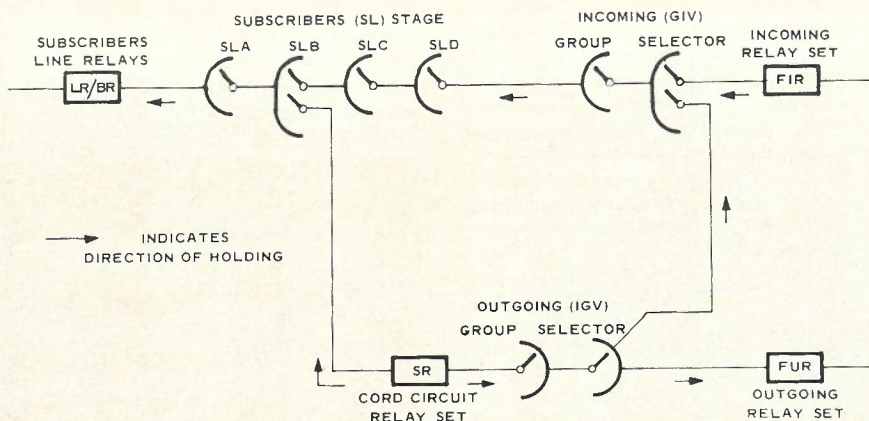 SUBSCRIBERS (SL) STAGE
INCOMING (GIV)
SUBSCRIBERS
LINE RELAYS
SLA
SLB
SLC
SLD
GROUP
SELECTOR
INCOMING
RELAY SET
LR/BR
FIR
INDICATES
DIRECTION OF HOLDING
OUTGOING (IGV)
GROUP SELECTOR
SR
FUR
CORD CIRCUIT
RELAY SET
OUTGOING
RELAY SET